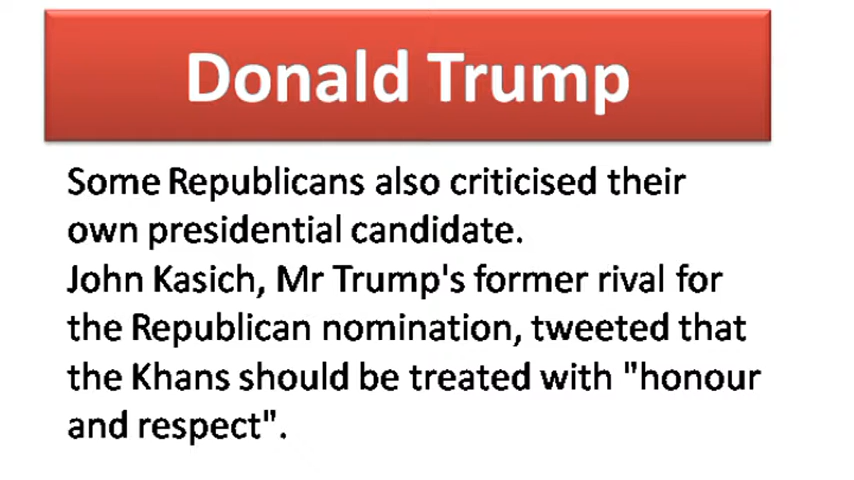 Donald Trump
Some Republicans also criticised their
own presidential candidate.
John Kasich, Mr Trump's former rival for
the Republican nomination, tweeted that
the Khans should be treated with "honour
and respect".